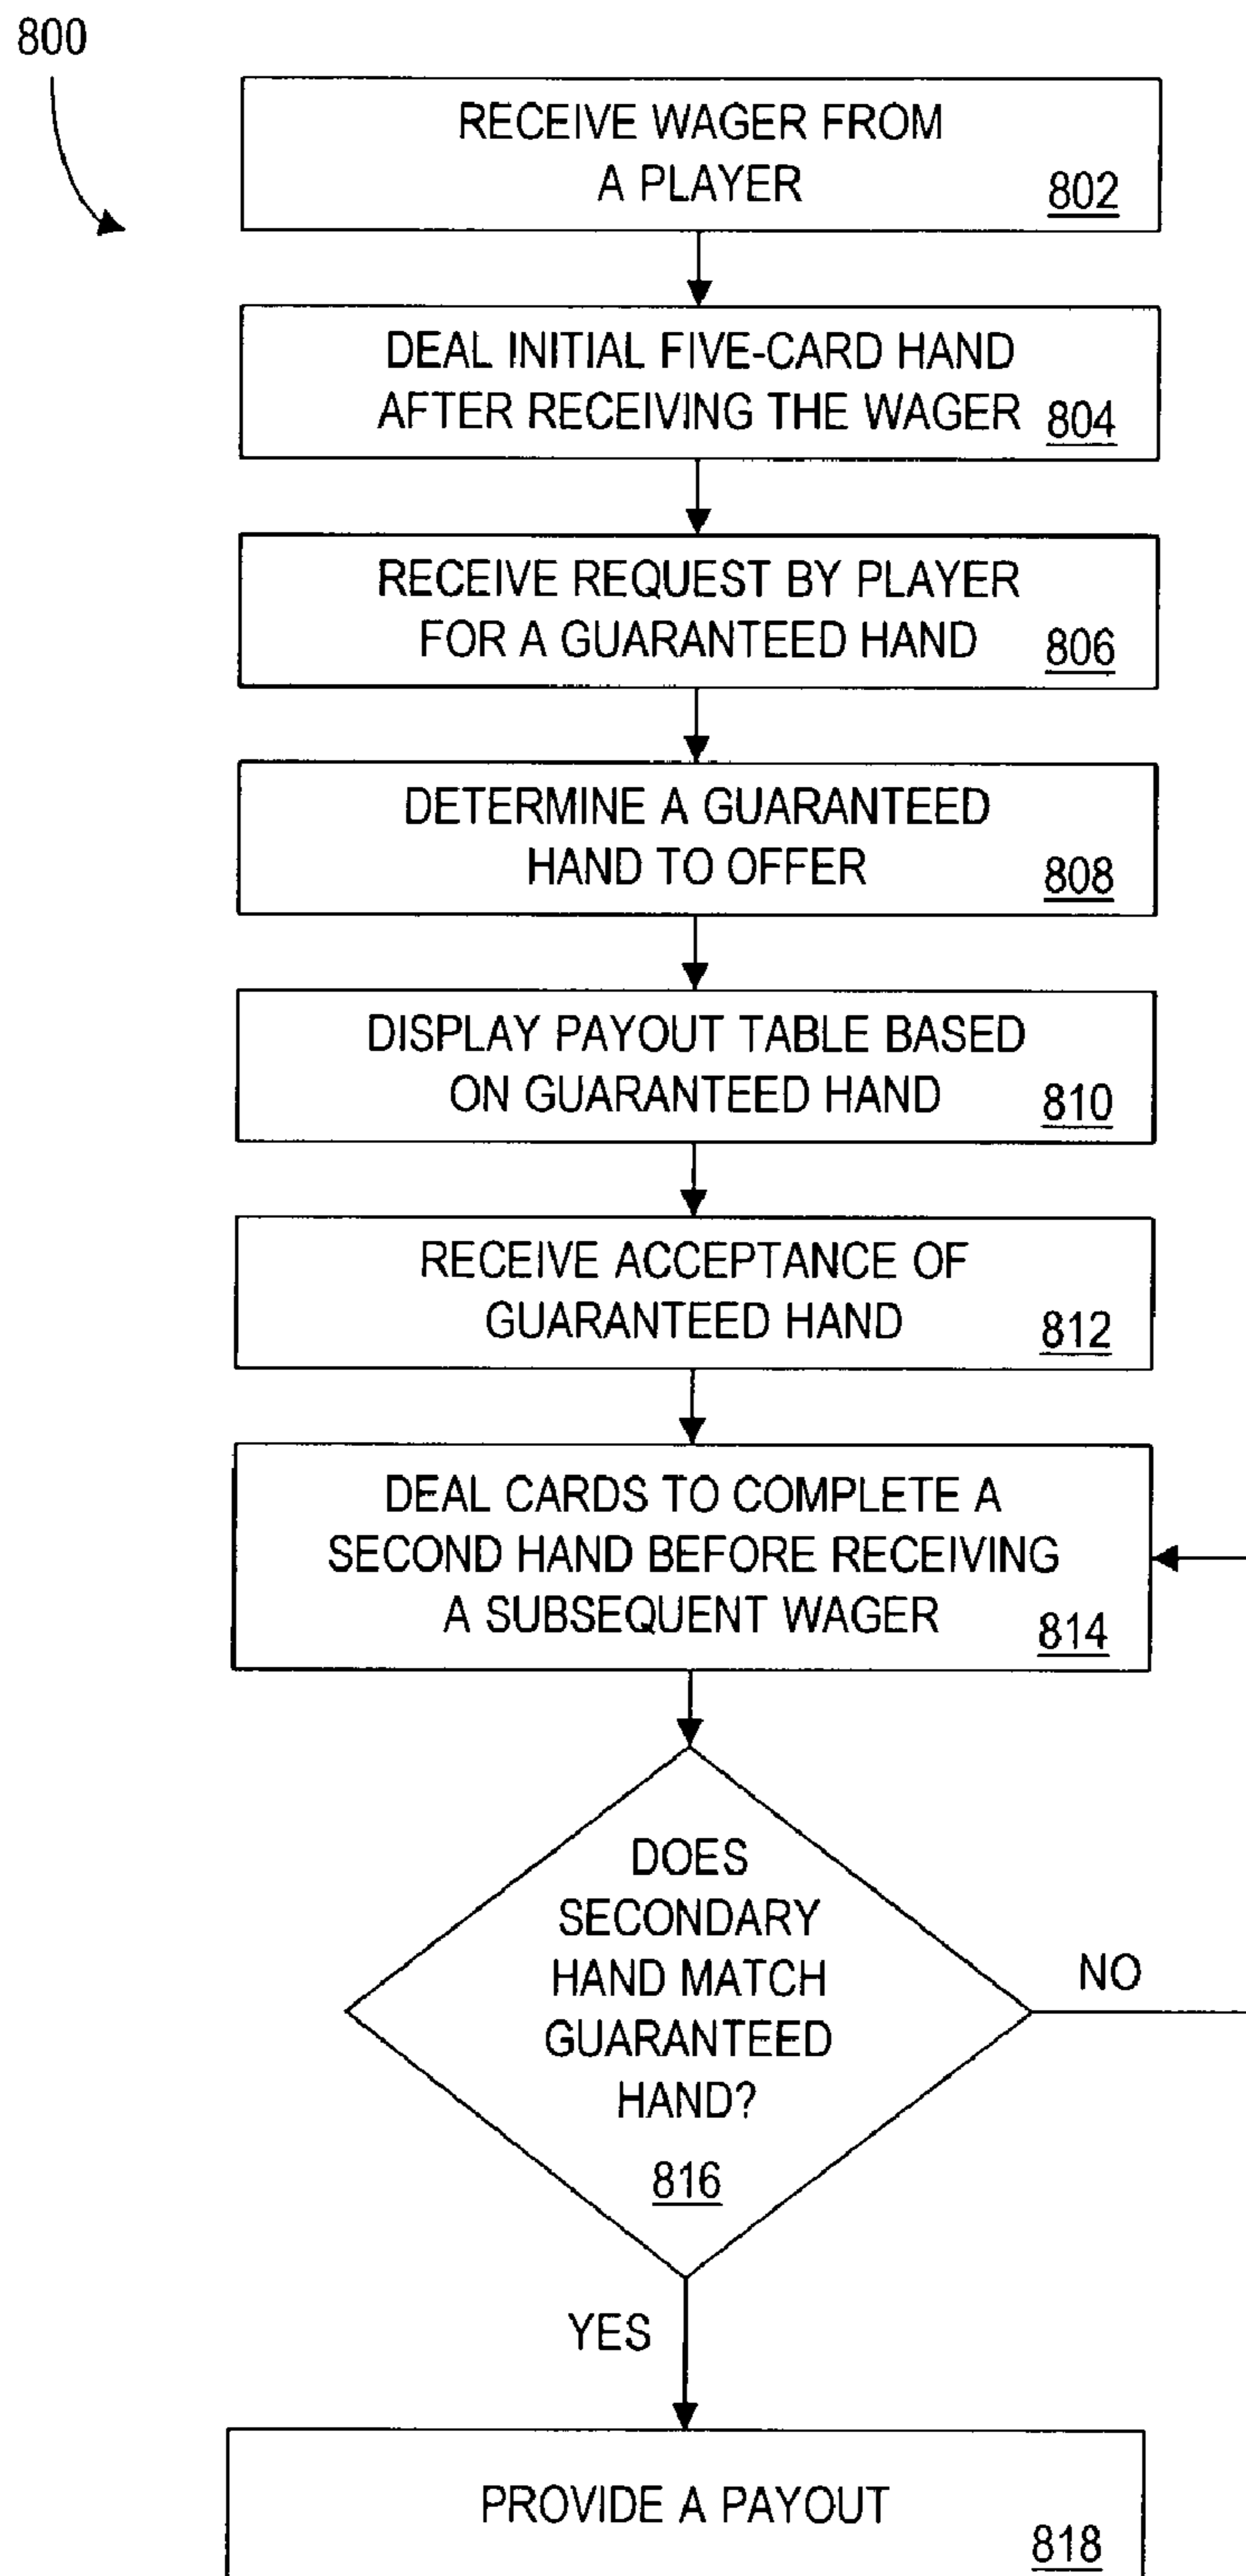 800
RECEIVE WAGER FROM
A PLAYER
802
DEAL INITIAL FIVE-CARD HAND
AFTER RECEIVING THE WAGER
804
RECEIVE REQUEST BY PLAYER
FOR A GUARANTEED HAND
806
DETERMINE A GUARANTEED
HAND TO OFFER
808
DISPLAY PAYOUT TABLE BASED
ON GUARANTEED HAND
810
RECEIVE ACCEPTANCE OF
GUARANTEED HAND
812
DEAL CARDS TO COMPLETE A
SECOND HAND BEFORE RECEIVING
A SUBSEQUENT WAGER
814
DOES
SECONDARY
HAND MATCH
GUARANTEED
HAND?
816
NO
YES
PROVIDE A PAYOUT
818